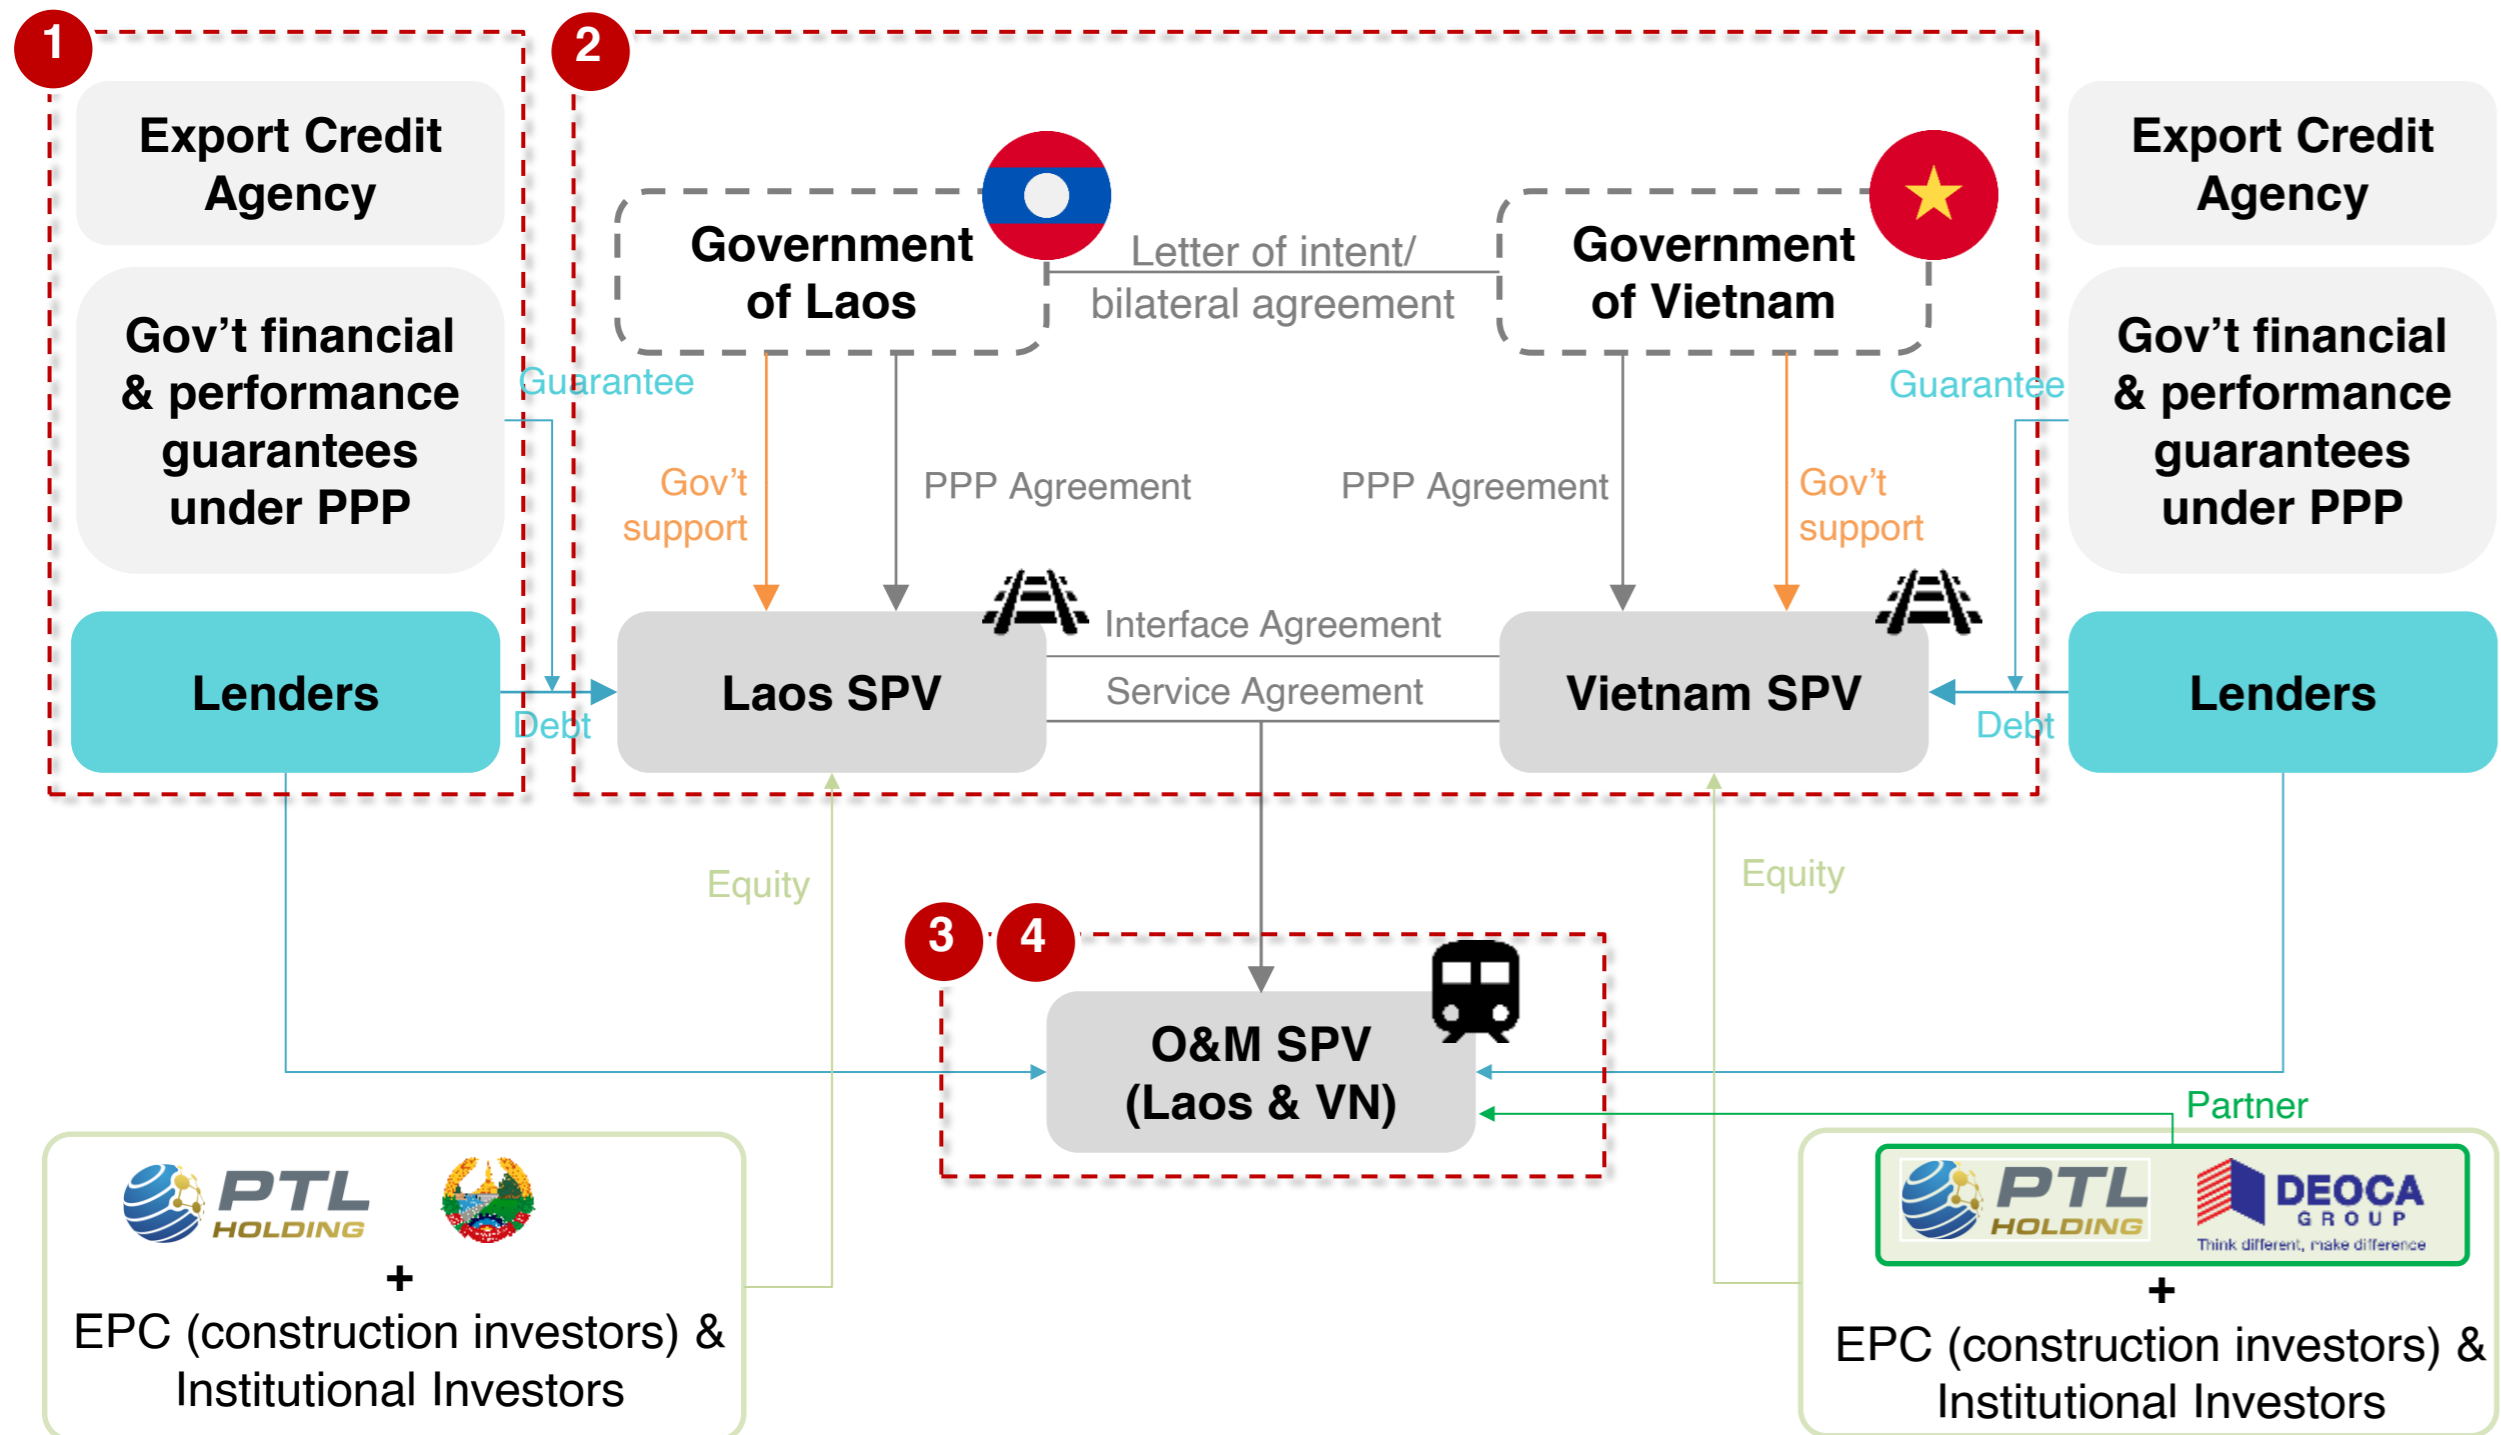 1
2
Export Credit
Agency
Gov't financial
& performance
guarantees
under PPP
Lenders
Guarantee
Debt
Government
of Laos
Letter of intent/
bilateral agreement
Government
of Vietnam
Gov't
support
PPP Agreement
PPP Agreement
Gov't
support
Laos SPV
Interface Agreement
Service Agreement
Vietnam SPV
Guarantee
Debt
Export Credit
Agency
Gov't financial
& performance
guarantees
under PPP
Lenders
Equity
Equity
3
4
O&M SPV
(Laos & VN)
Partner
PTL
HOLDING
+
EPC (construction investors) &
Institutional Investors
PTL
HOLDING
DEOCA
GROUP
Think different, make difference
+
EPC (construction investors) &
Institutional Investors